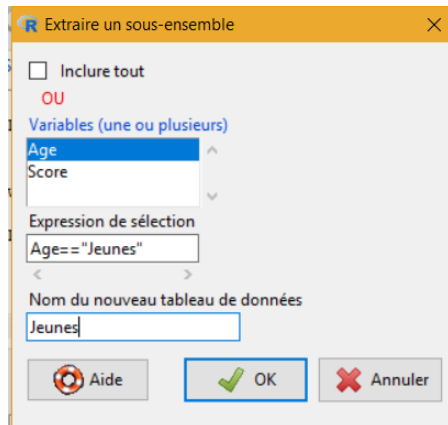 R Extraire un sous-ensemble
Inclure tout
OU
Variables (une ou plusieurs)
Age
Score
Expression de sélection
Age=="Jeunes"
Nom du nouveau tableau de données
Jeunes
Aide OK Annuler